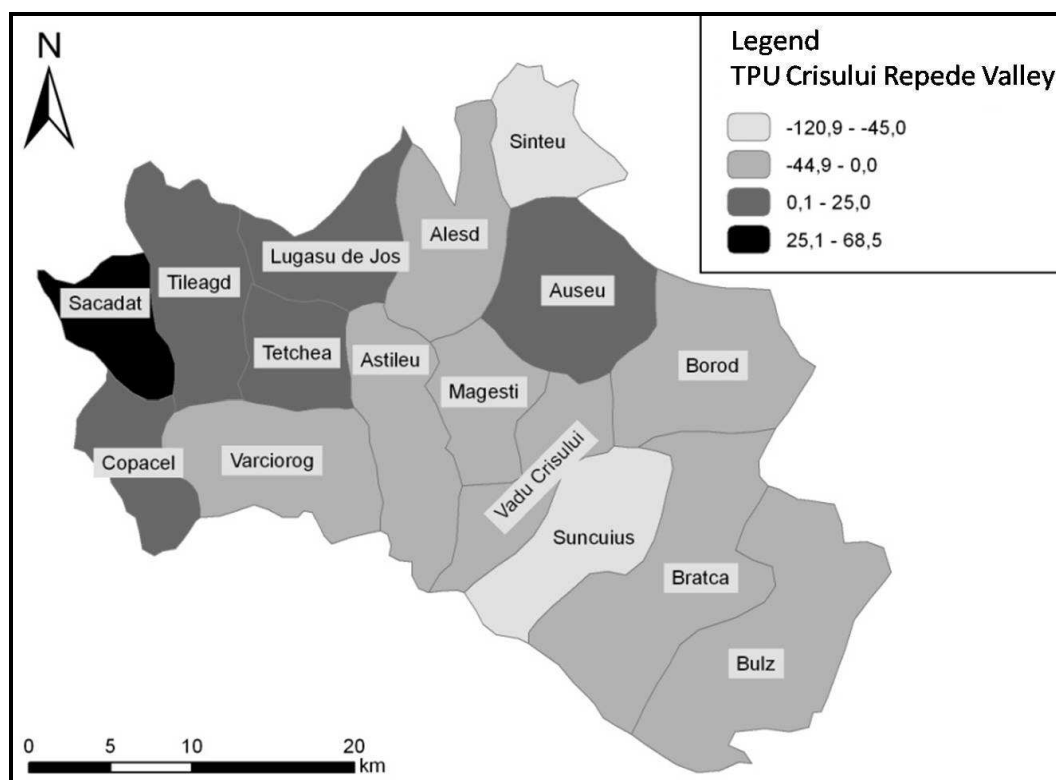 N
Legend
TPU Crisului Repede Valley
-120,9 - -45,0
-44,9 - 0,0
0,1 - 25,0
25,1 - 68,5
Sinteu
Alesd
Lugasu de Jos
Tileagd
Sacadat
Auseu
Tetchea
Astileu
Borod
Magesti
Copacel
Varciorog
Vadu Crisului
Suncuius
Bratca
Bulz
0 5 10 20
km